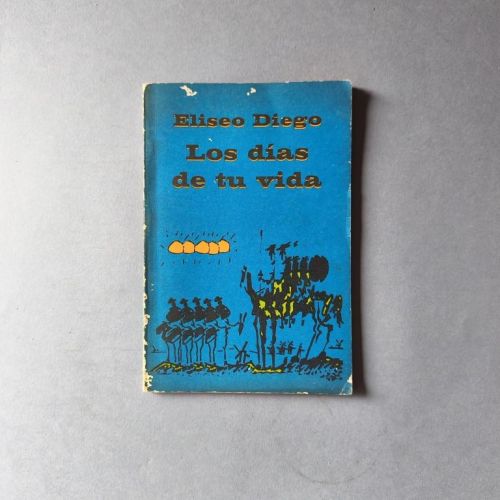 Eliseo Diego
Los días
de tu vida